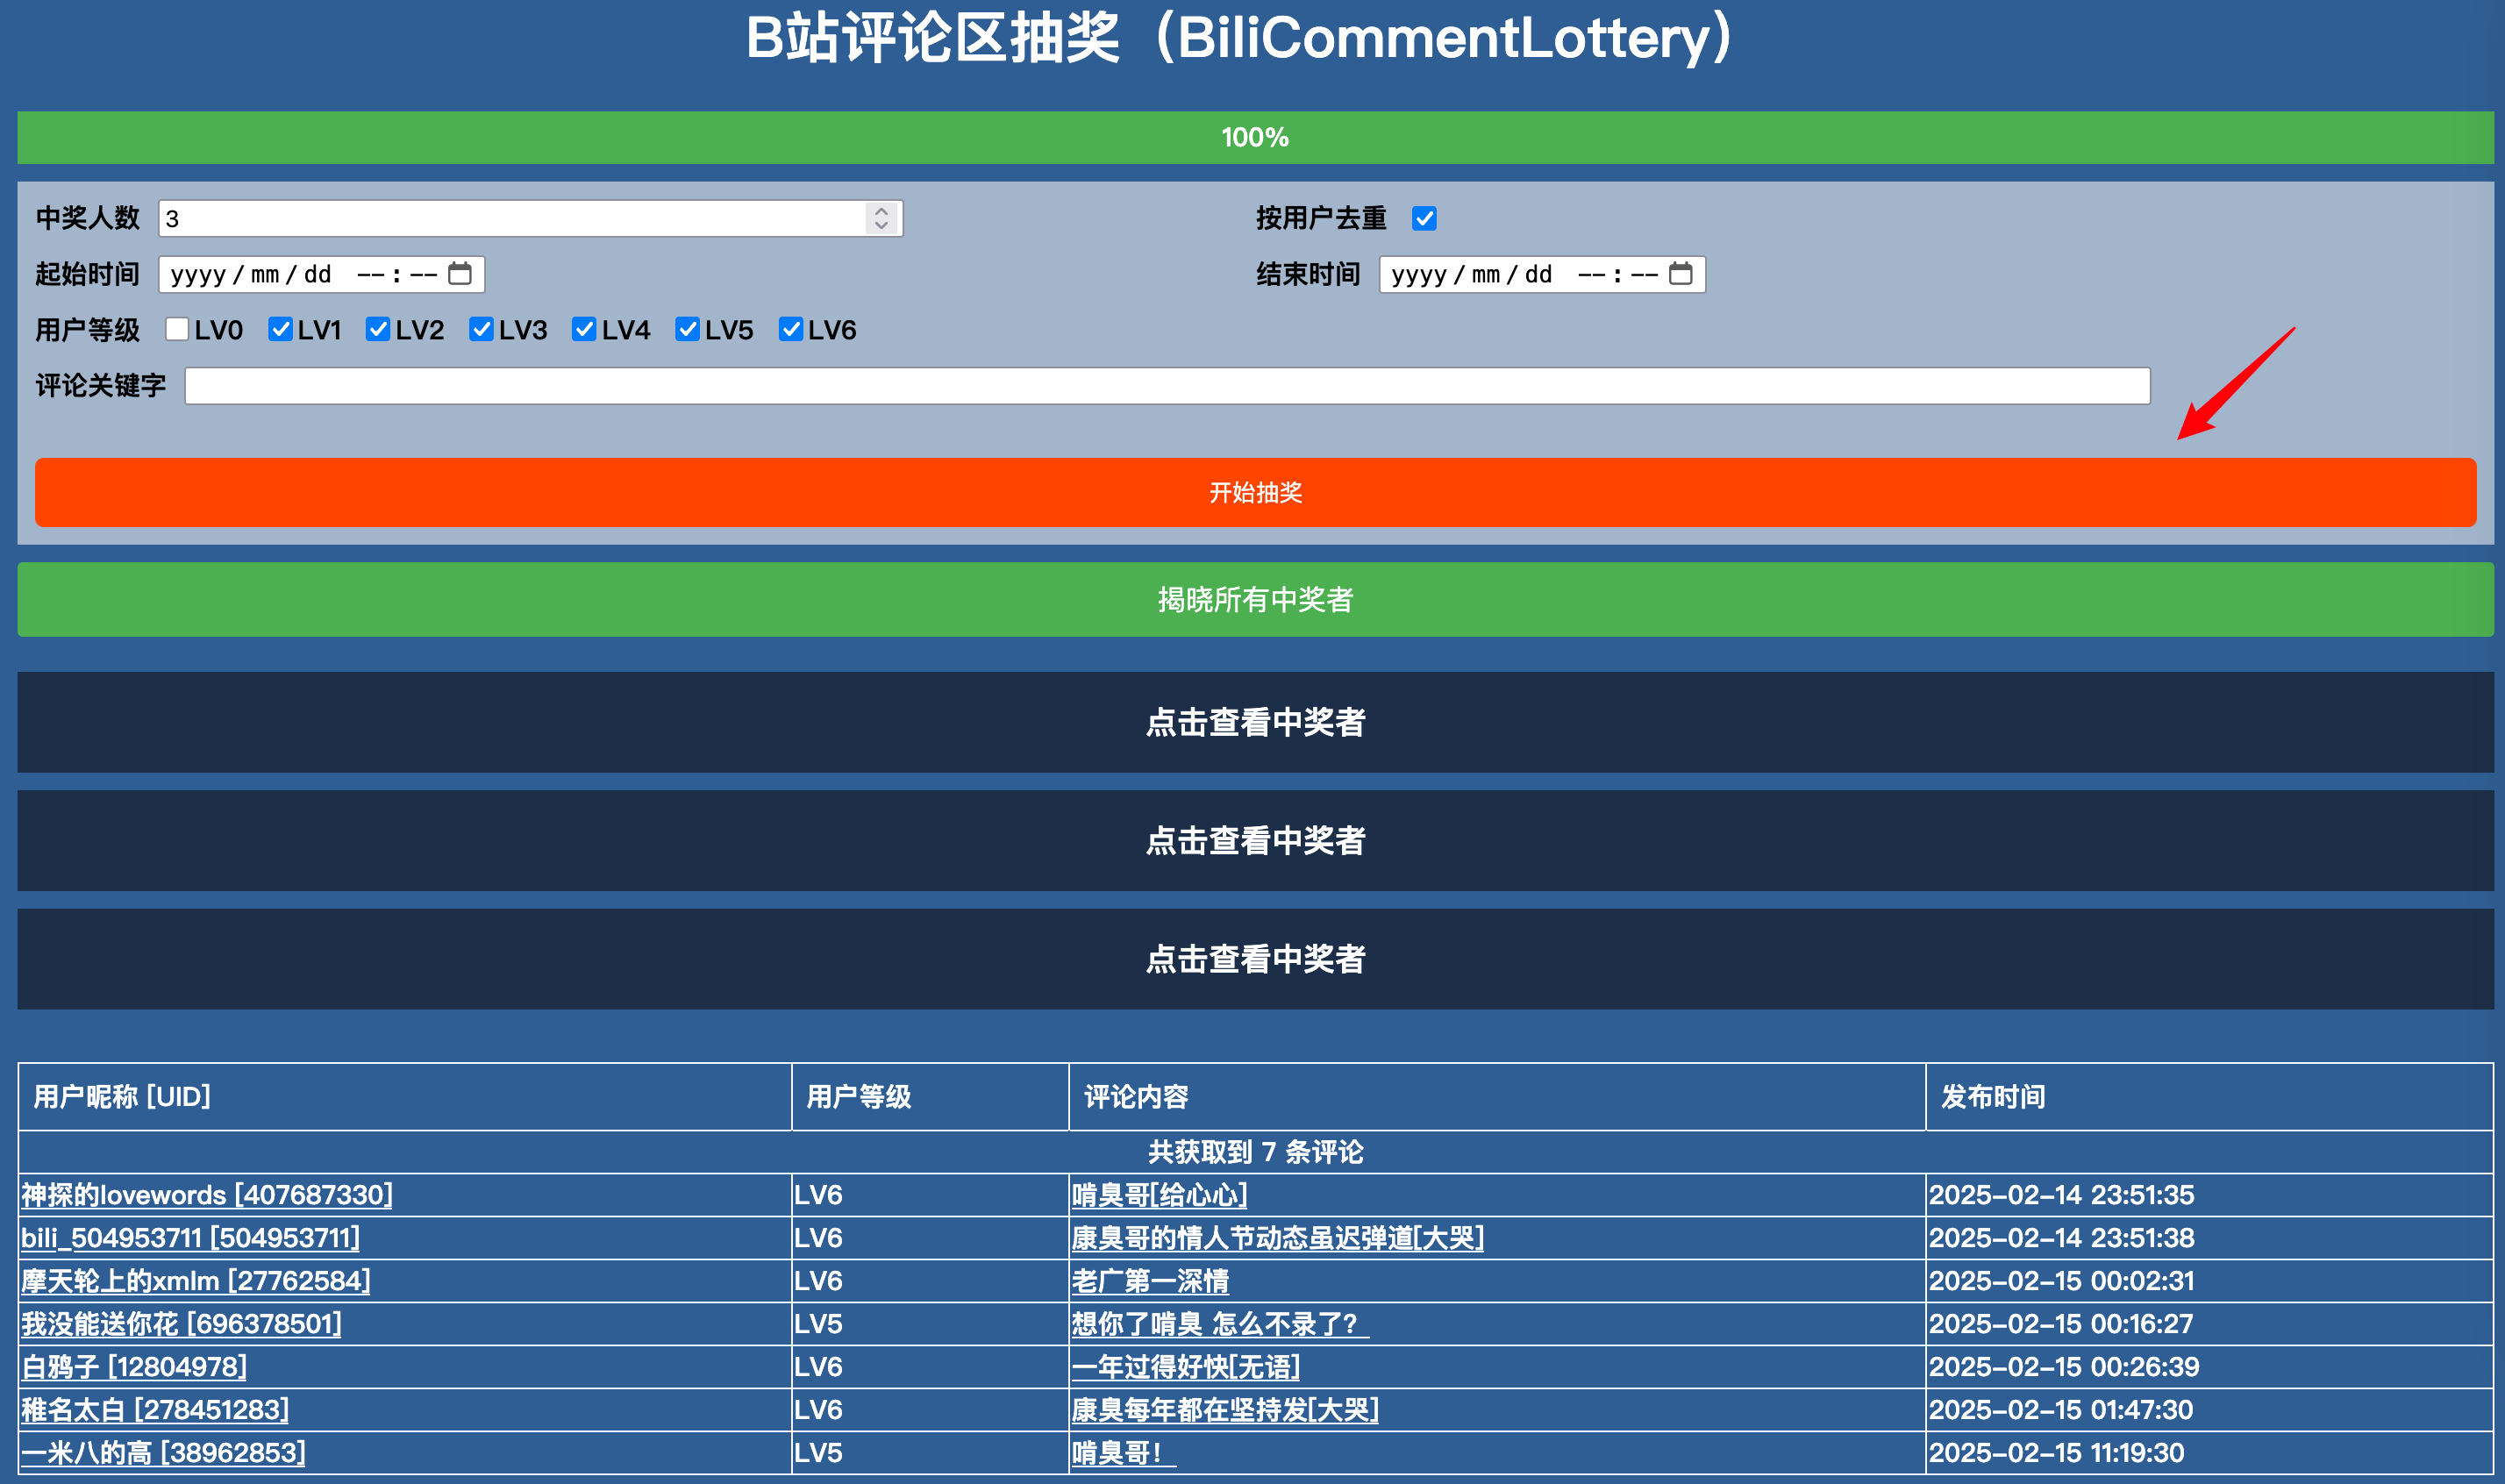 B站评论区抽奖（BiliCommentLottery）
100%
中奖人数 3 按用户去重
起始时间 yyyy/mm/dd --:-- 结束时间 yyyy/mm/dd --:--
用户等级 LV0 LV1 LV2 LV3 LV4 LV5 LV6
评论关键字
开始抽奖
揭晓所有中奖者
点击查看中奖者
点击查看中奖者
点击查看中奖者
用户昵称 [UID] 用户等级 评论内容 发布时间
共获取到 7 条评论
神探的lovewords [407687330] LV6 啃臭哥[给心心] 2025-02-14 23:51:35
bili_504953711 [504953711] LV6 康臭哥的情人节动态虽迟弹道[大哭] 2025-02-14 23:51:38
摩天轮上的xmlm [27762584] LV6 老广第一深情 2025-02-15 00:02:31
我没能送你花 [696378501] LV5 想你了啃臭 怎么不录了？ 2025-02-15 00:16:27
白鸦子 [12804978] LV6 一年过得好快[无语] 2025-02-15 00:26:39
稚名太白 [278451283] LV6 康臭每年都在坚持发[大哭] 2025-02-15 01:47:30
一米八的高 [38962853] LV5 啃臭哥！ 2025-02-15 11:19:30